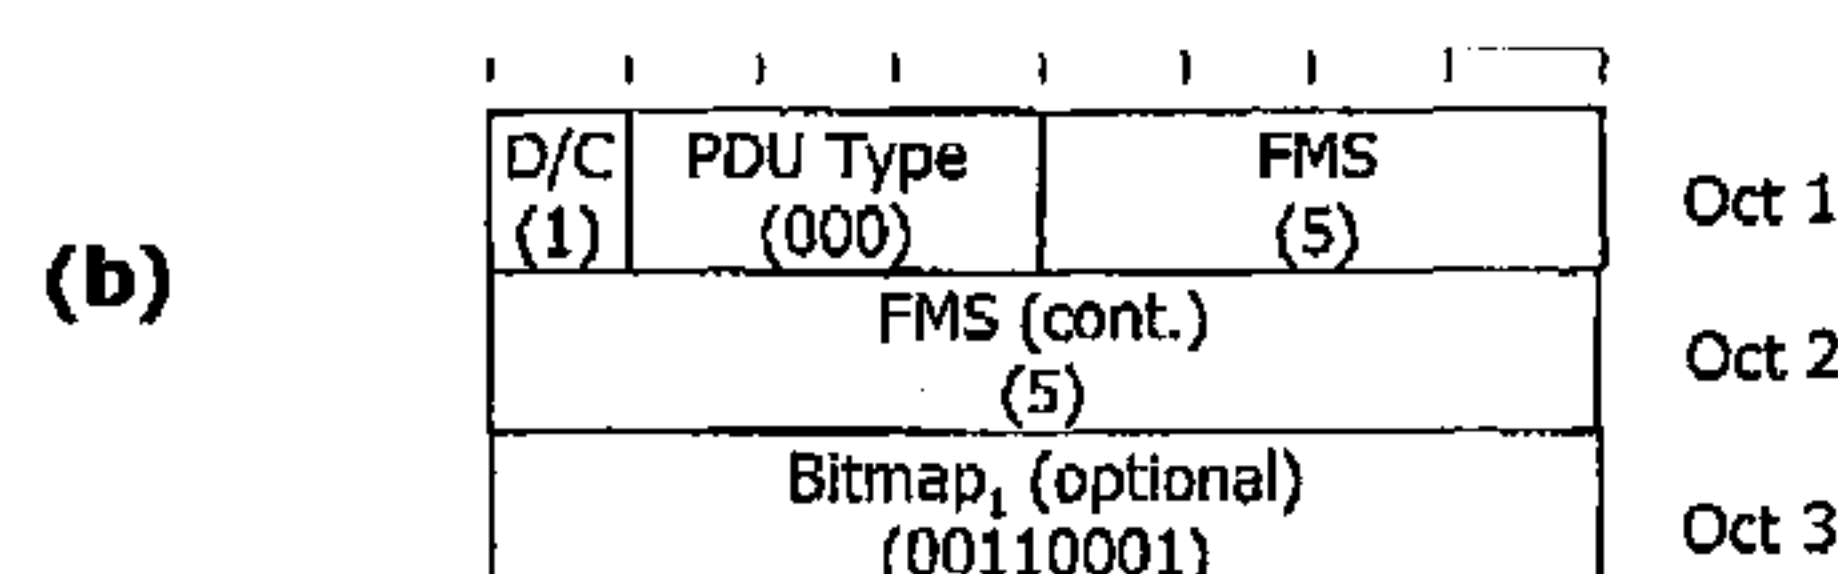 D/C PDU Type FMS
(1) (000) (5) Oct 1
(b)
FMS (cont.)
(5) Oct 2
Bitmap₁ (optional)
(00110001) Oct 3